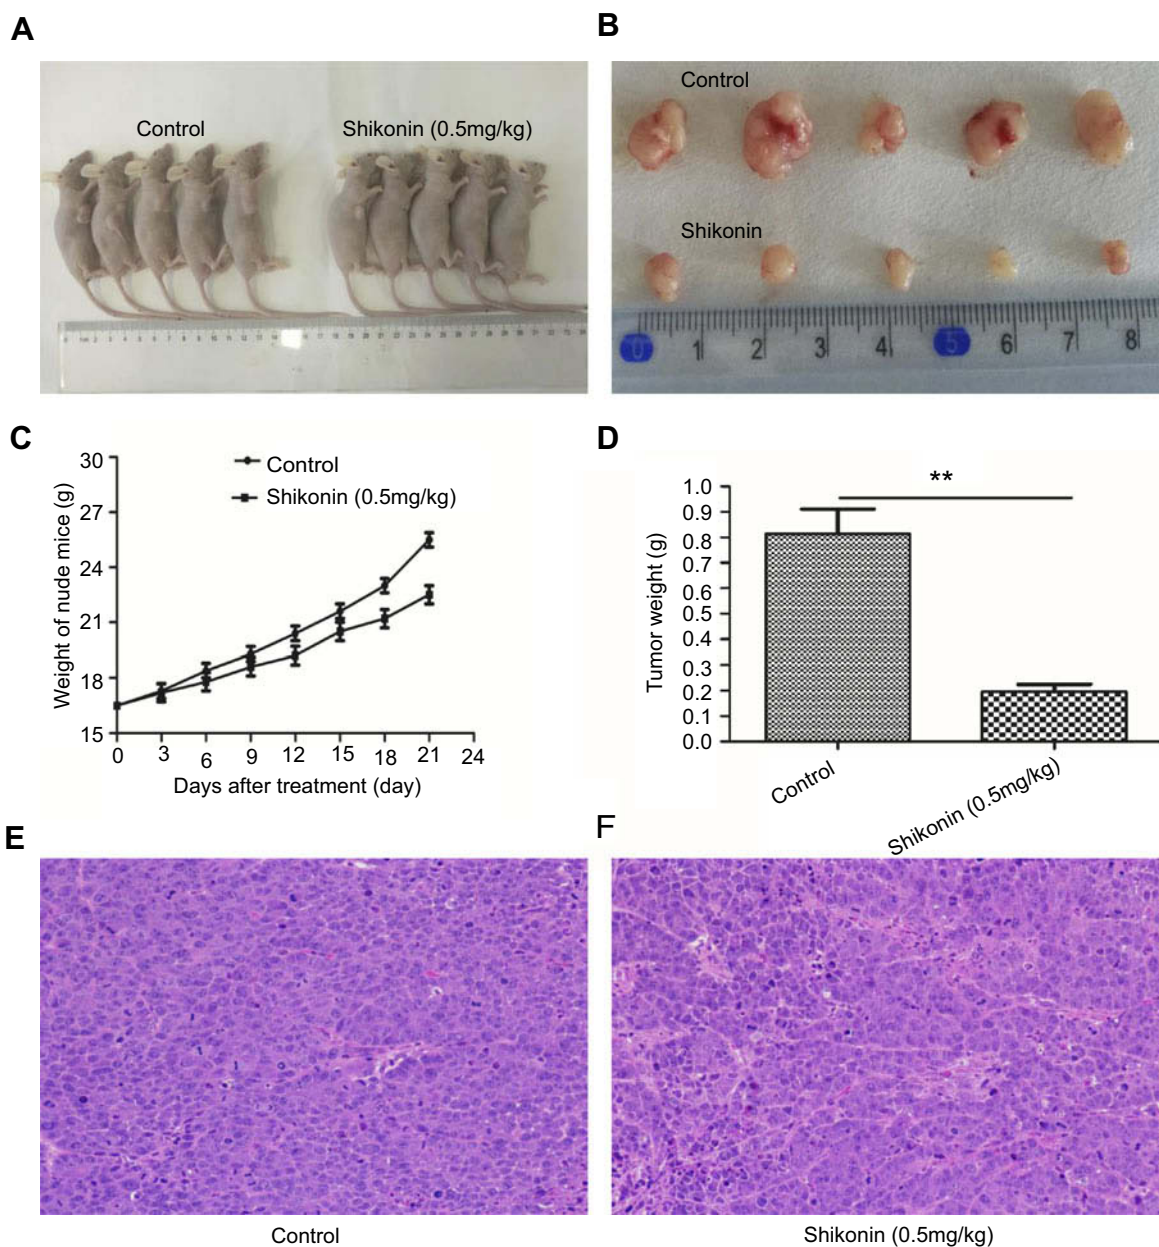 A
B
Control
Shikonin (0.5mg/kg)
Control
Shikonin
0 1 2 3 4 5 6 7 8
C
D
30
27
24
21
18
15
Weight of nude mice (g)
Control
Shikonin (0.5mg/kg)
0 3 6 9 12 15 18 21 24
Days after treatment (day)
**
1.0
0.9
0.8
0.7
0.6
0.5
0.4
0.3
0.2
0.1
0.0
Tumor weight (g)
Control
Shikonin (0.5mg/kg)
E
F
Control
Shikonin (0.5mg/kg)